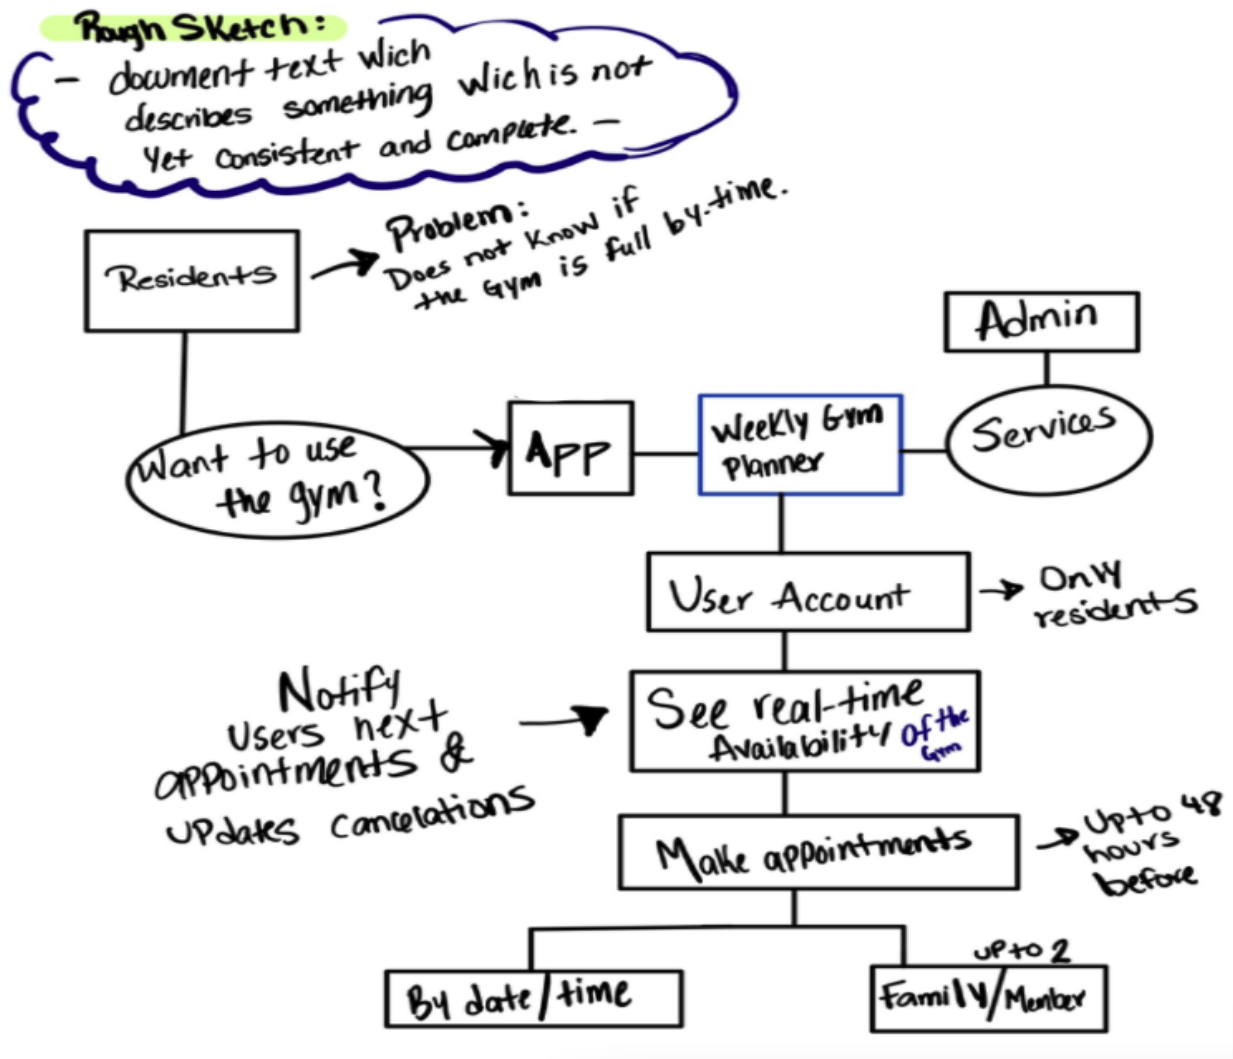 Rough Sketch:
— document text wich
describes something wich is not
Yet consistent and complete. —
Residents
Problem:
Does not know if
the Gym is full by-time.
Admin
Want to use
the gym?
App
Weekly Gym
Planner
Services
User Account
Only
residents
Notify
Users next
appointments &
updates cancelations
See real-time
Availability of the
Gym
Make appointments
Up to 48
hours
before
By date/time
up to 2
Family/Member